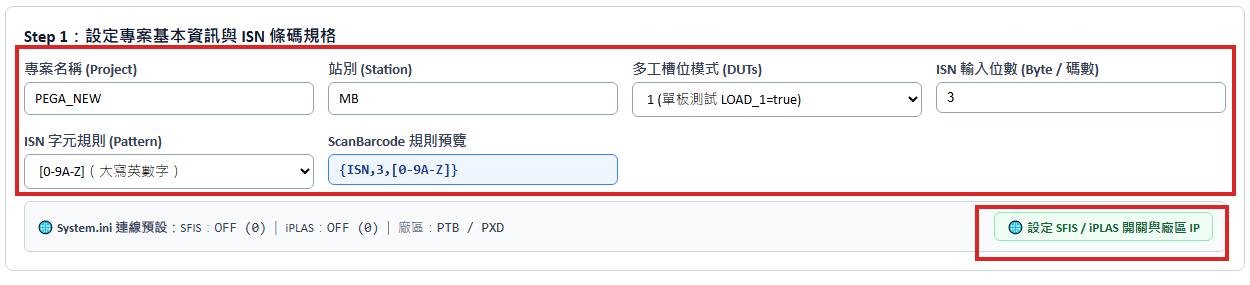 Step 1：設定專案基本資訊與 ISN 條碼規格
專案名稱 (Project)
站別 (Station)
多工槽位模式 (DUTs)
ISN 輸入位數 (Byte / 碼數)
PEGA_NEW
MB
1 (單板測試 LOAD_1=true)
3
ISN 字元規則 (Pattern)
ScanBarcode 規則預覽
[0-9A-Z]（大寫英數字）
{ISN,3,[0-9A-Z]}
System.ini 連線預設：SFIS：OFF (0) | iPLAS：OFF (0) | 廠區：PTB / PXD
設定 SFIS / iPLAS 開關與廠區 IP